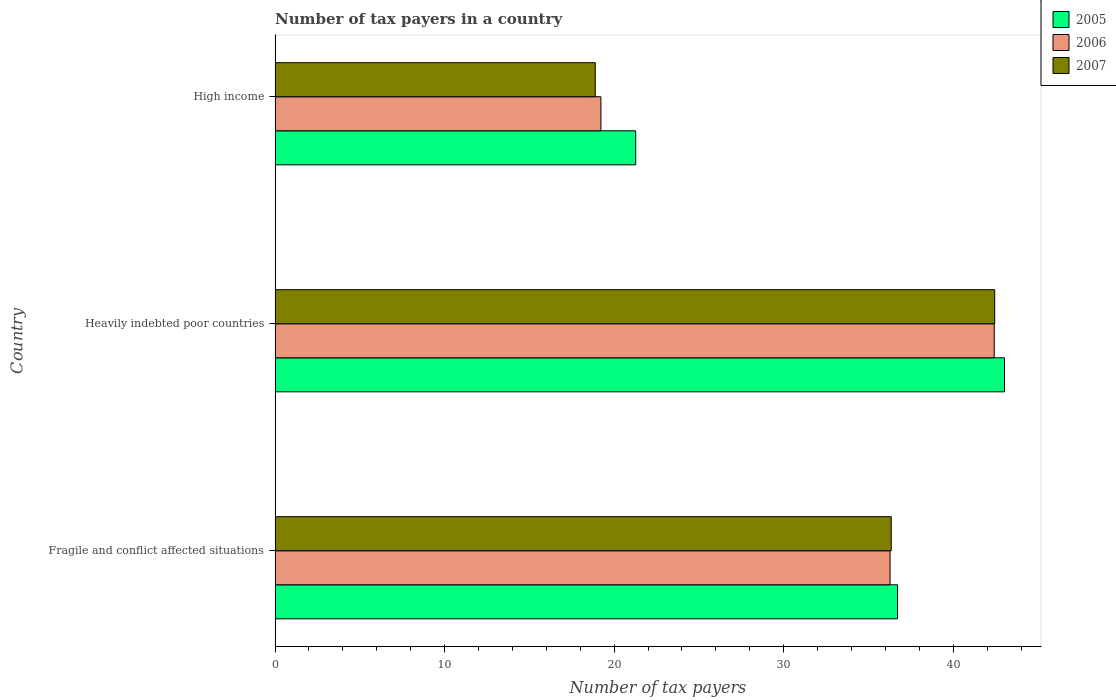 Number of tax payers in a country
2005
2006
2007
High income
Heavily indebted poor countries
Fragile and conflict affected situations
Country
0
10
20
30
40
Number of tax payers